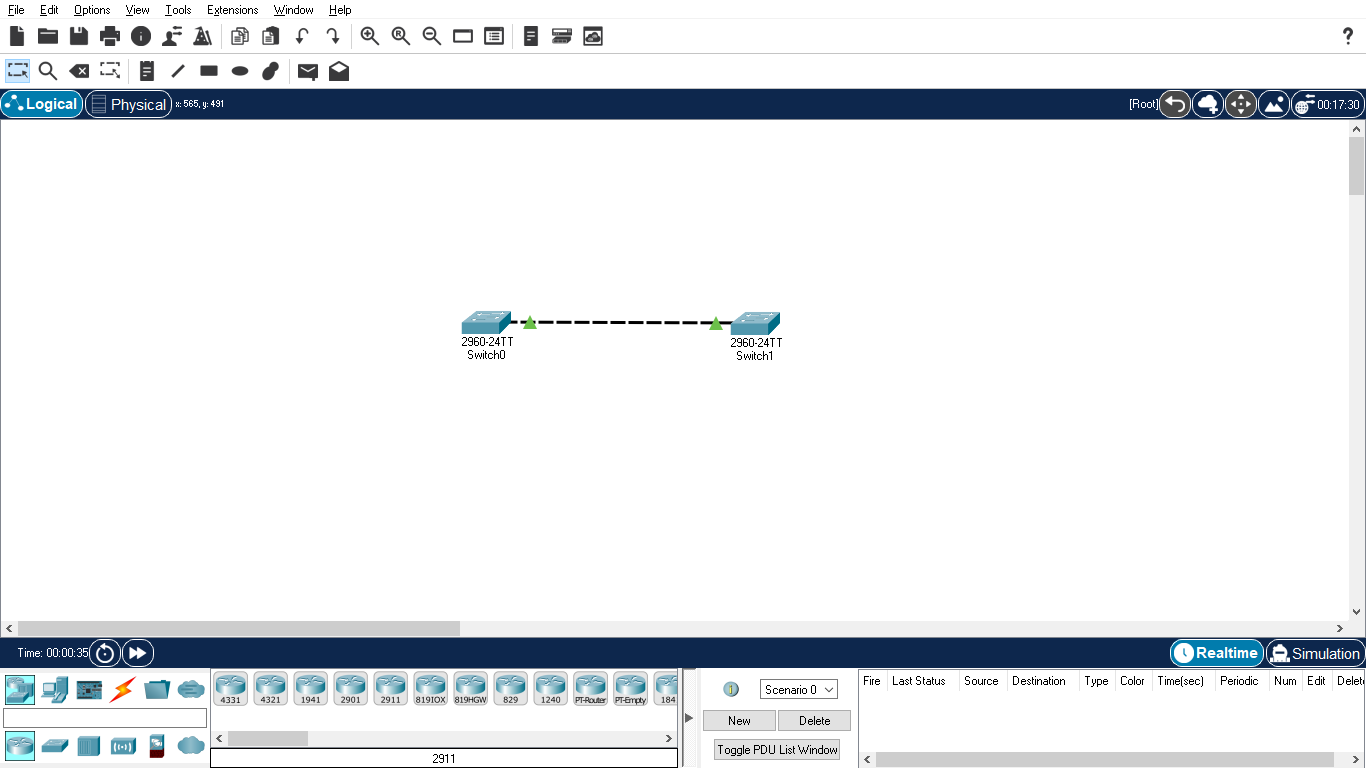 File Edit Options View Tools Extensions Window Help
?
Logical Physical x: 565, y: 491 [Root] 00:17:30
2960-24TT
Switch0
2960-24TT
Switch1
Time: 00:00:35 Realtime Simulation
4331 4321 1941 2901 2911 819IOX 819HGW 829 1240 PT-Router PT-Empty 184
2911
Scenario 0
New Delete
Toggle PDU List Window
Fire Last Status Source Destination Type Color Time(sec) Periodic Num Edit Delete